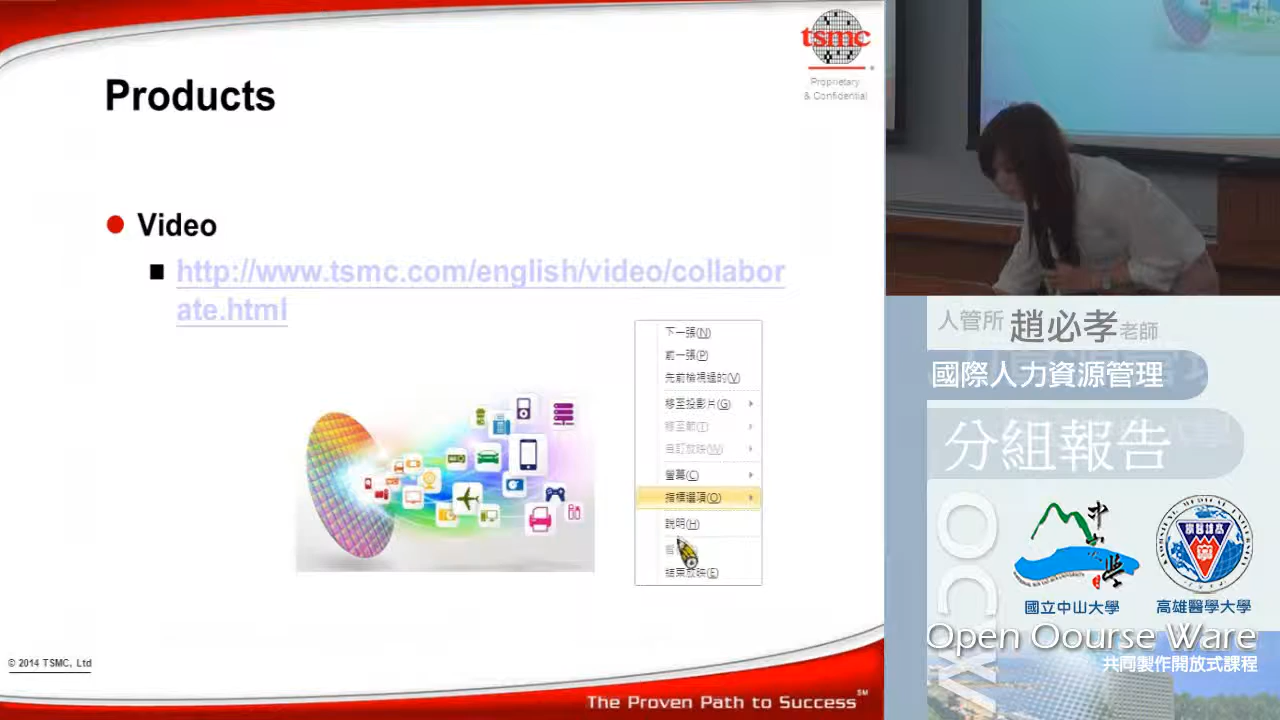 Products
tsmc
Proprietary
& Confidential
Video
http://www.tsmc.com/english/video/collabor
ate.html
下一張(N)
前一張(P)
先前檢視過的(V)
移至投影片(G)
自訂放映(W)
螢幕(C)
指標選項(O)
說明(H)
結束放映(E)
© 2014 TSMC, Ltd
The Proven Path to Success℠
人管所 趙必孝老師
國際人力資源管理
分組報告
OCW
國立中山大學
高雄醫學大學
Open Oourse Ware
共同製作開放式課程